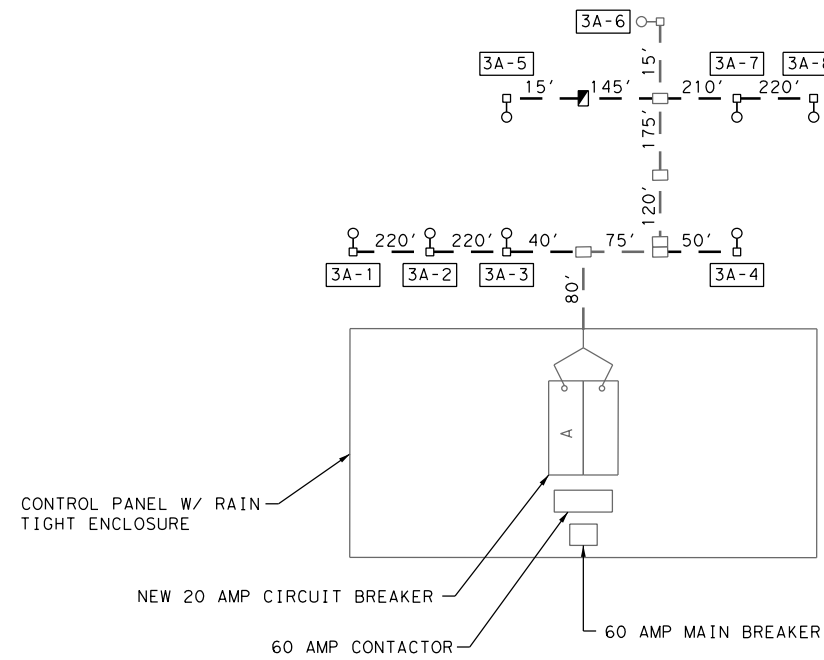 3A-6
3A-5
3A-7
3A-8
15'
15'
145'
210'
220'
175'
120'
220'
220'
40'
75'
50'
3A-1
3A-2
3A-3
3A-4
80'
A
CONTROL PANEL W/ RAIN
TIGHT ENCLOSURE
NEW 20 AMP CIRCUIT BREAKER
60 AMP CONTACTOR
60 AMP MAIN BREAKER